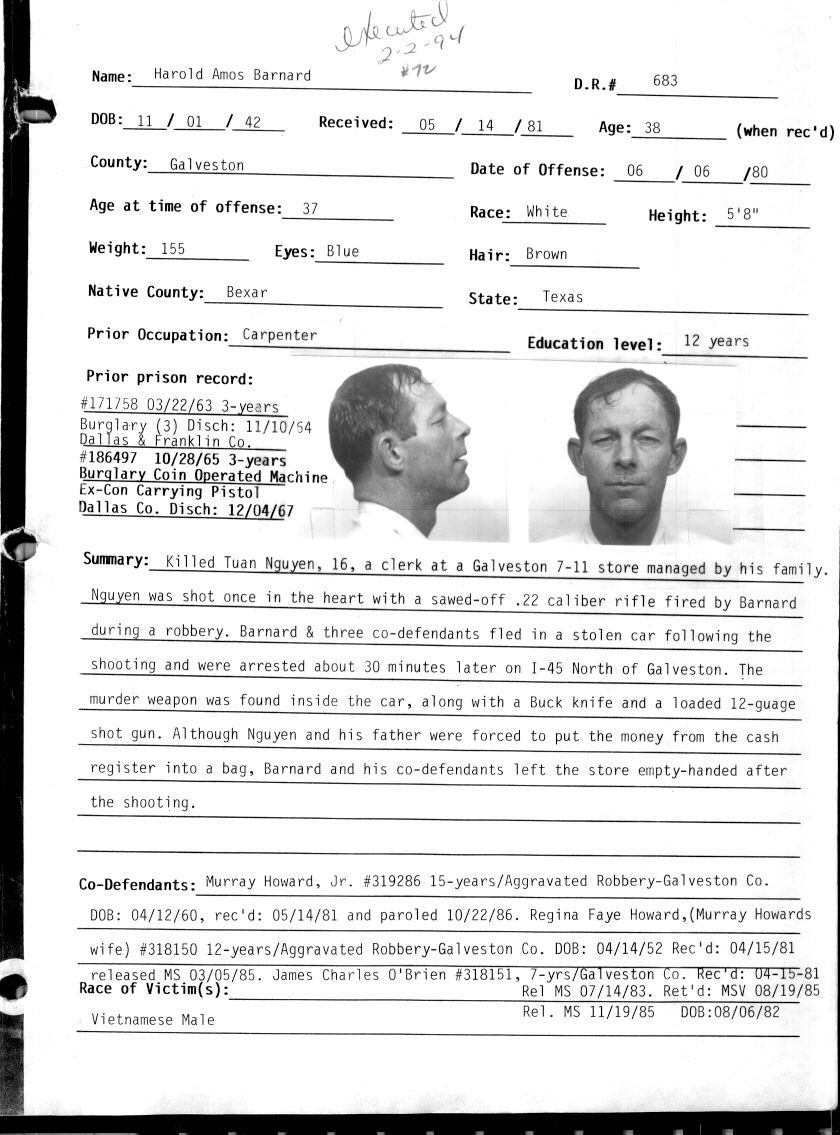 executed
2-2-94
#72
Name: Harold Amos Barnard D.R.# 683
DOB: 11 / 01 / 42 Received: 05 / 14 / 81 Age: 38 (when rec'd)
County: Galveston Date of Offense: 06 / 06 /80
Age at time of offense: 37 Race: White Height: 5'8"
Weight: 155 Eyes: Blue Hair: Brown
Native County: Bexar State: Texas
Prior Occupation: Carpenter Education level: 12 years
Prior prison record:
#171758 03/22/63 3-years
Burglary (3) Disch: 11/10/64
Dallas & Franklin Co.
#186497 10/28/65 3-years
Burglary Coin Operated Machine
Ex-Con Carrying Pistol
Dallas Co. Disch: 12/04/67
Summary: Killed Tuan Nguyen, 16, a clerk at a Galveston 7-11 store managed by his family.
Nguyen was shot once in the heart with a sawed-off .22 caliber rifle fired by Barnard
during a robbery. Barnard & three co-defendants fled in a stolen car following the
shooting and were arrested about 30 minutes later on I-45 North of Galveston. The
murder weapon was found inside the car, along with a Buck knife and a loaded 12-guage
shot gun. Although Nguyen and his father were forced to put the money from the cash
register into a bag, Barnard and his co-defendants left the store empty-handed after
the shooting.
Co-Defendants: Murray Howard, Jr. #319286 15-years/Aggravated Robbery-Galveston Co.
DOB: 04/12/60, rec'd: 05/14/81 and paroled 10/22/86. Regina Faye Howard,(Murray Howards
wife) #318150 12-years/Aggravated Robbery-Galveston Co. DOB: 04/14/52 Rec'd: 04/15/81
released MS 03/05/85. James Charles O'Brien #318151, 7-yrs/Galveston Co. Rec'd: 04-15-81
Race of Victim(s): Rel MS 07/14/83. Ret'd: MSV 08/19/85
Vietnamese Male Rel. MS 11/19/85 DOB:08/06/82